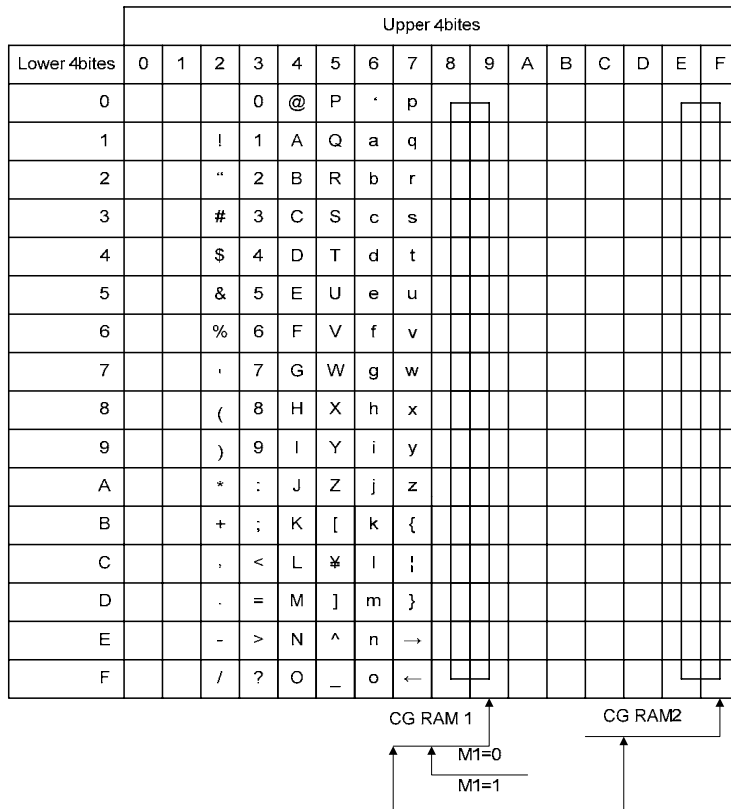 Upper 4bites
Lower 4bites 0 1 2 3 4 5 6 7 8 9 A B C D E F
0 0 @ P ‘ p
1 ! 1 A Q a q
2 “ 2 B R b r
3 # 3 C S c s
4 $ 4 D T d t
5 & 5 E U e u
6 % 6 F V f v
7 ' 7 G W g w
8 ( 8 H X h x
9 ) 9 I Y i y
A * : J Z j z
B + ; K [ k {
C , < L ¥ l ¦
D . = M ] m }
E - > N ^ n →
F / ? O _ o ←
CG RAM 1 CG RAM2
M1=0
M1=1